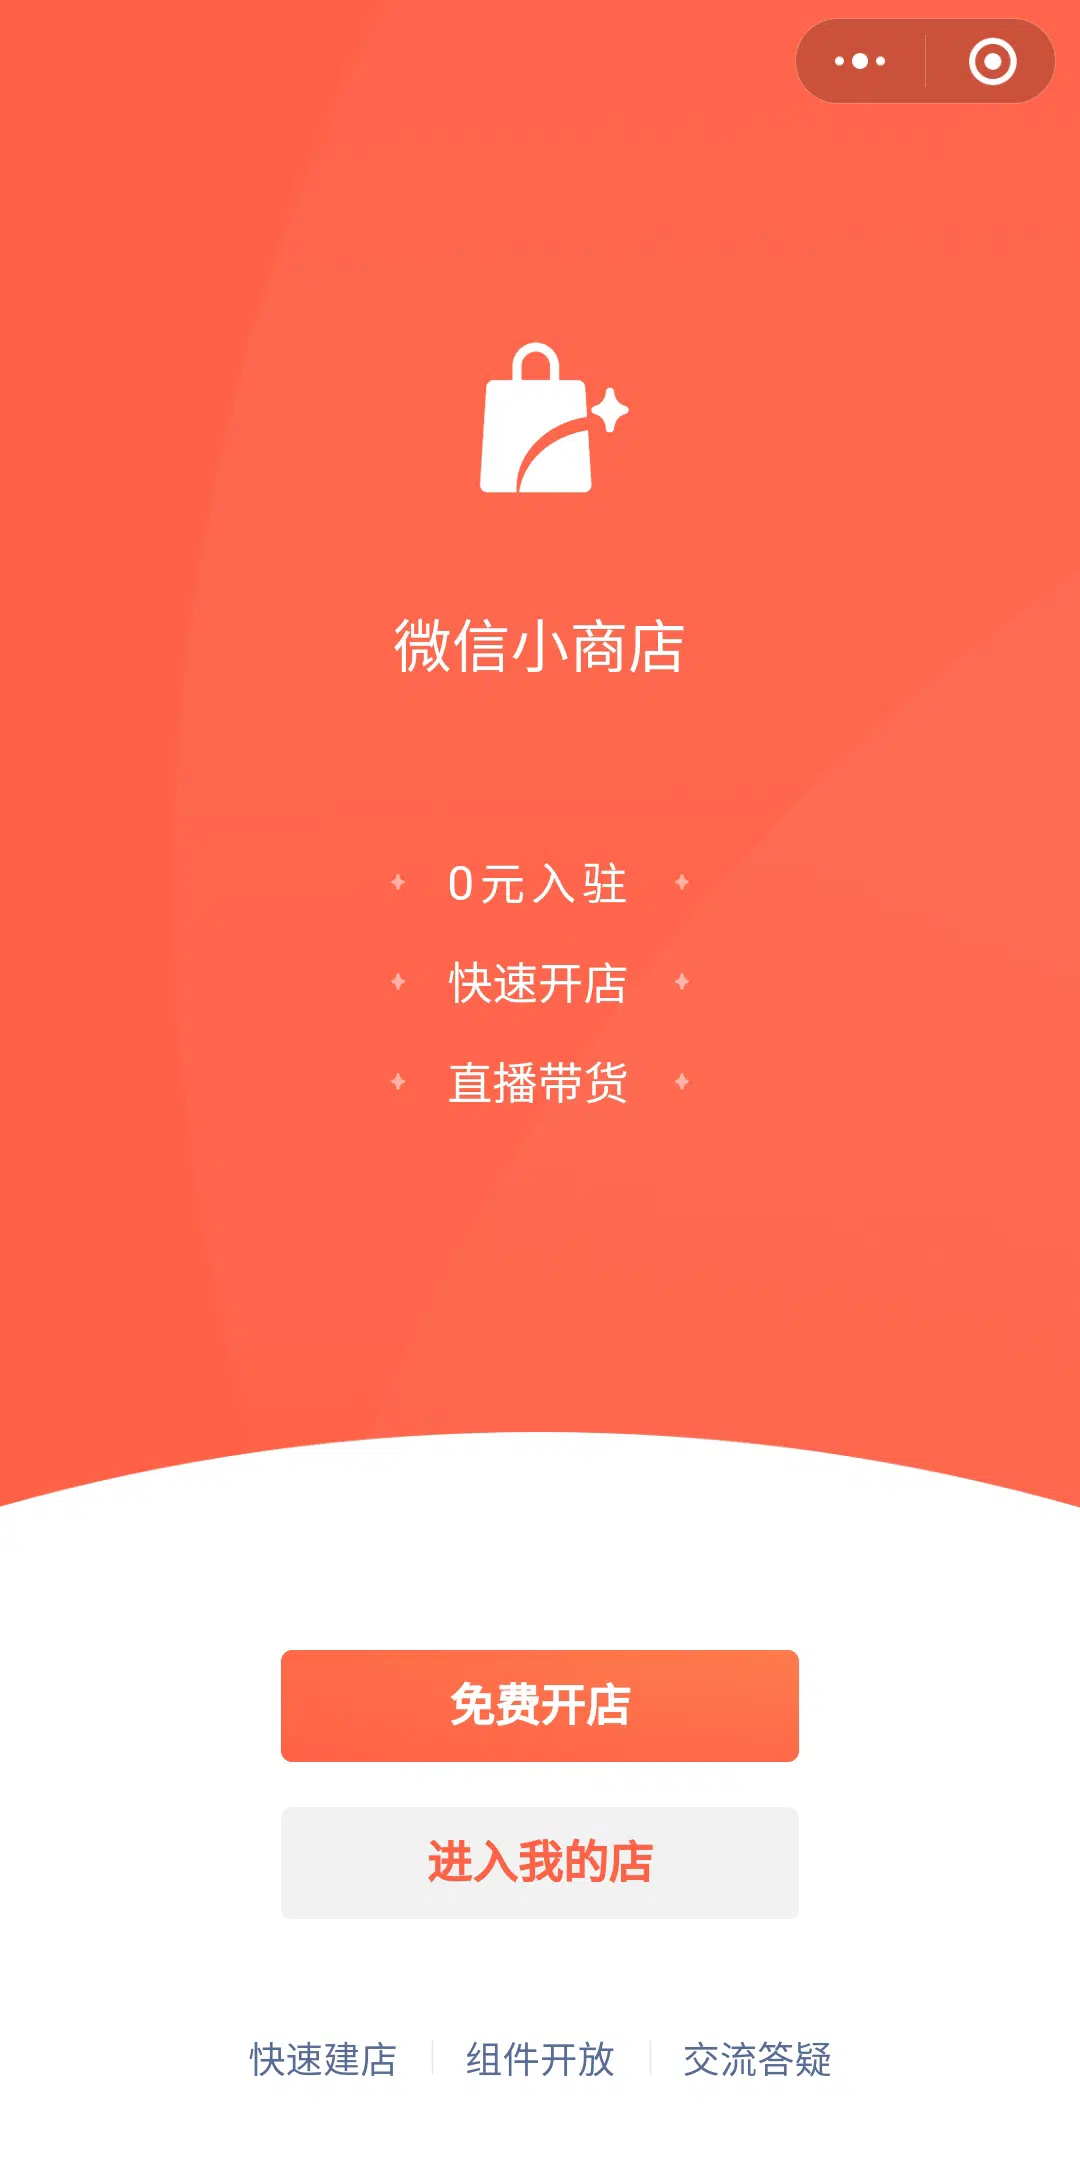 微信小商店
0元入驻
快速开店
直播带货
免费开店
进入我的店
快速建店 组件开放 交流答疑